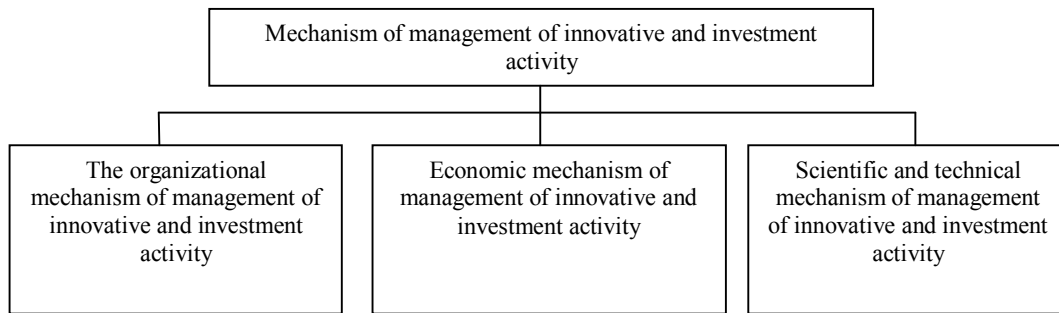 Mechanism of management of innovative and investment
activity
The organizational
mechanism of management of
innovative and investment
activity
Economic mechanism of
management of innovative and
investment activity
Scientific and technical
mechanism of management
of innovative and investment
activity